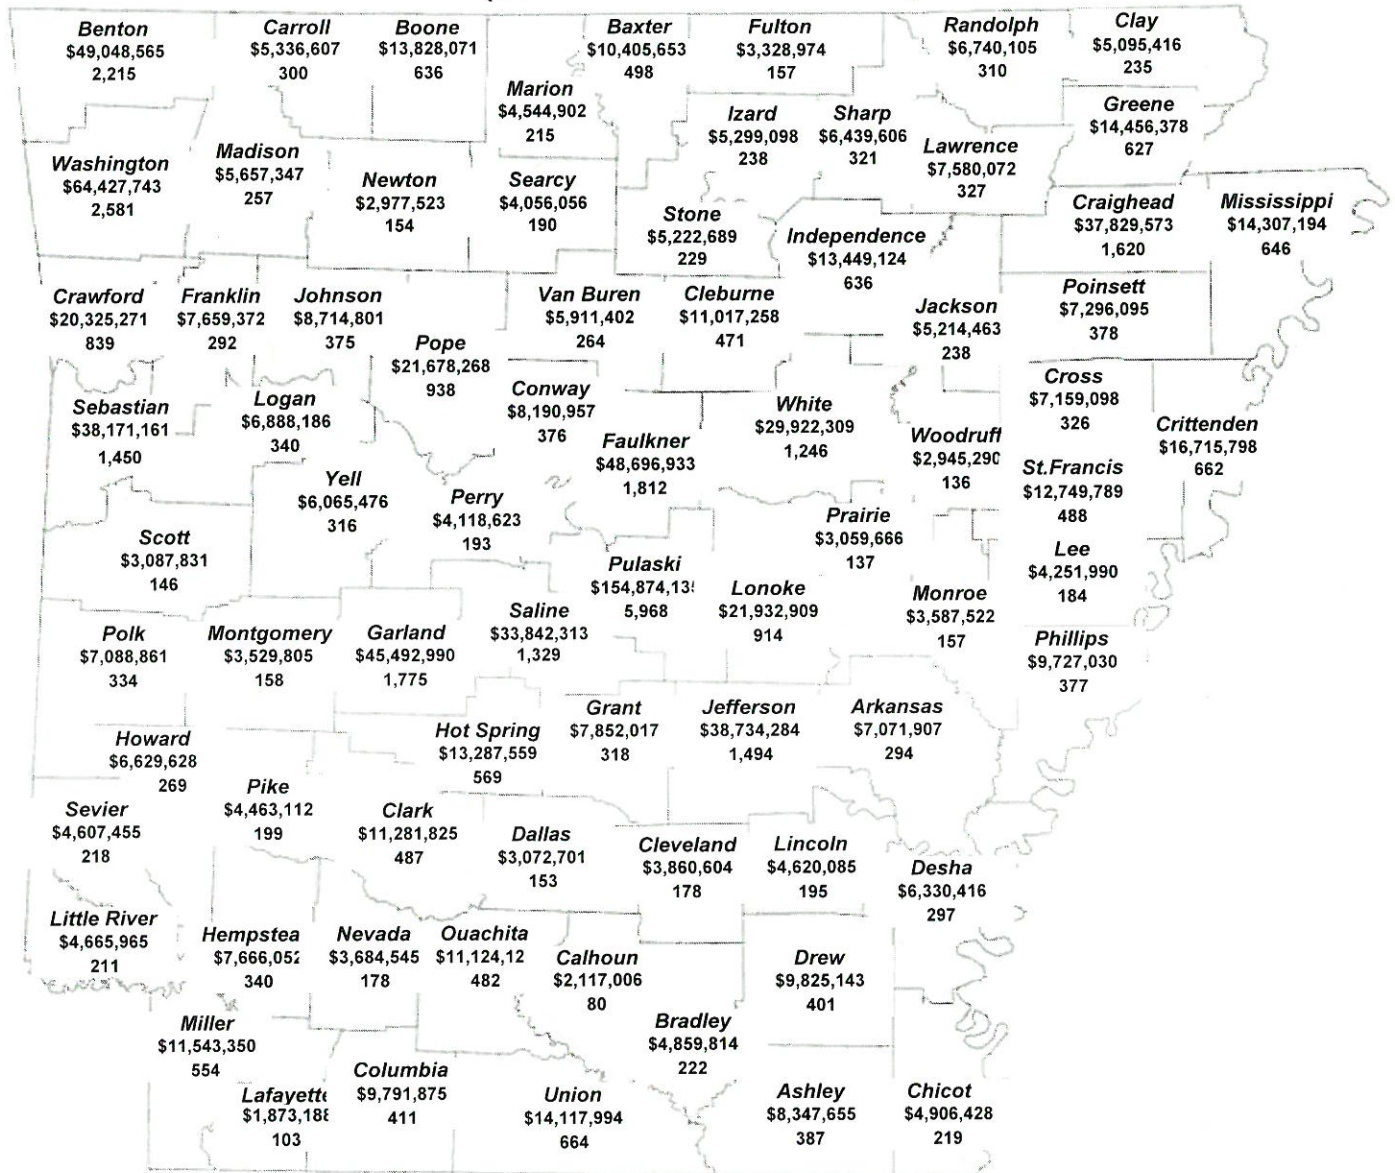 Benton
$49,048,565
2,215
Carroll
$5,336,607
300
Boone
$13,828,071
636
Baxter
$10,405,653
498
Fulton
$3,328,974
157
Randolph
$6,740,105
310
Clay
$5,095,416
235
Marion
$4,544,902
215
Izard
$5,299,098
238
Sharp
$6,439,606
321
Greene
$14,456,378
627
Lawrence
$7,580,072
327
Washington
$64,427,743
2,581
Madison
$5,657,347
257
Newton
$2,977,523
154
Searcy
$4,056,056
190
Stone
$5,222,689
229
Independence
$13,449,124
636
Craighead
$37,829,573
1,620
Mississippi
$14,307,194
646
Crawford
$20,325,271
839
Franklin
$7,659,372
292
Johnson
$8,714,801
375
Pope
$21,678,268
938
Van Buren
$5,911,402
264
Cleburne
$11,017,258
471
Jackson
$5,214,463
238
Poinsett
$7,296,095
378
Sebastian
$38,171,161
1,450
Logan
$6,888,186
340
Conway
$8,190,957
376
Faulkner
$48,696,933
1,812
White
$29,922,309
1,246
Woodruff
$2,945,290
136
Cross
$7,159,098
326
Crittenden
$16,715,798
662
St.Francis
$12,749,789
488
Yell
$6,065,476
316
Perry
$4,118,623
193
Prairie
$3,059,666
137
Scott
$3,087,831
146
Lee
$4,251,990
184
Pulaski
5,968
Lonoke
$21,932,909
914
Monroe
$3,587,522
157
Saline
$33,842,313
1,329
Polk
$7,088,861
334
Montgomery
$3,529,805
158
Garland
$45,492,990
1,775
Phillips
$9,727,030
377
Howard
$6,629,628
269
Hot Spring
$13,287,559
569
Grant
$7,852,017
318
Jefferson
$38,734,284
1,494
Arkansas
$7,071,907
294
Pike
$4,463,112
199
Sevier
$4,607,455
218
Clark
$11,281,825
487
Dallas
$3,072,701
153
Cleveland
$3,860,604
178
Lincoln
$4,620,085
195
Desha
$6,330,416
297
Little River
$4,665,965
211
Hempstea
$7,666,052
340
Nevada
$3,684,545
178
Ouachita
$11,124,12
482
Calhoun
$2,117,006
80
Drew
$9,825,143
401
Miller
$11,543,350
554
Bradley
$4,859,814
222
Lafayette
$1,873,188
103
Columbia
$9,791,875
411
Union
$14,117,994
664
Ashley
$8,347,655
387
Chicot
$4,906,428
219